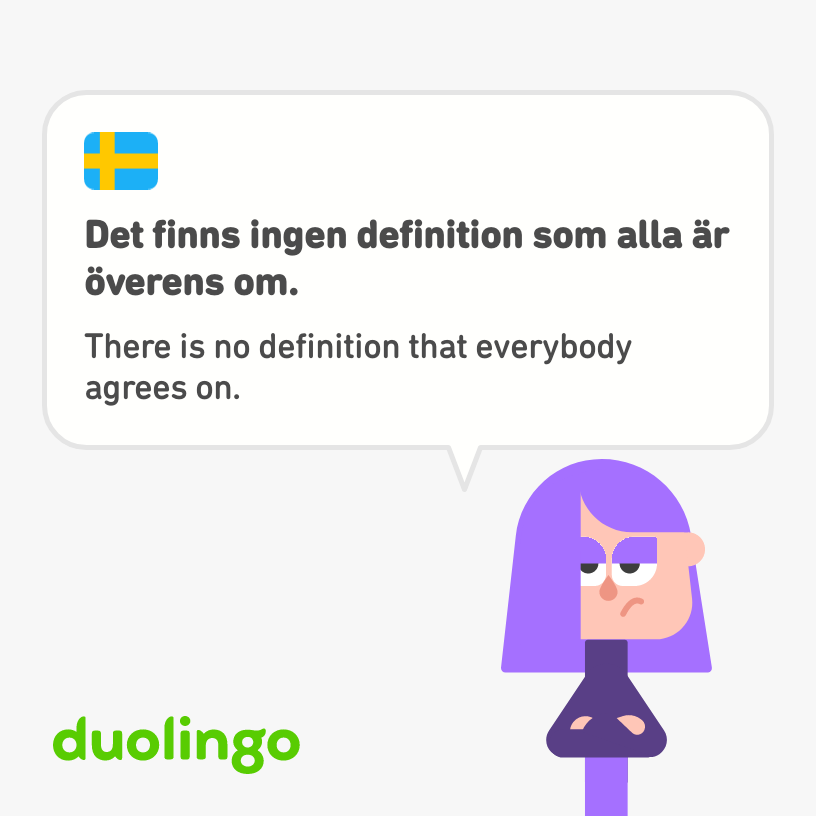 Det finns ingen definition som alla är
överens om.
There is no definition that everybody
agrees on.
duolingo